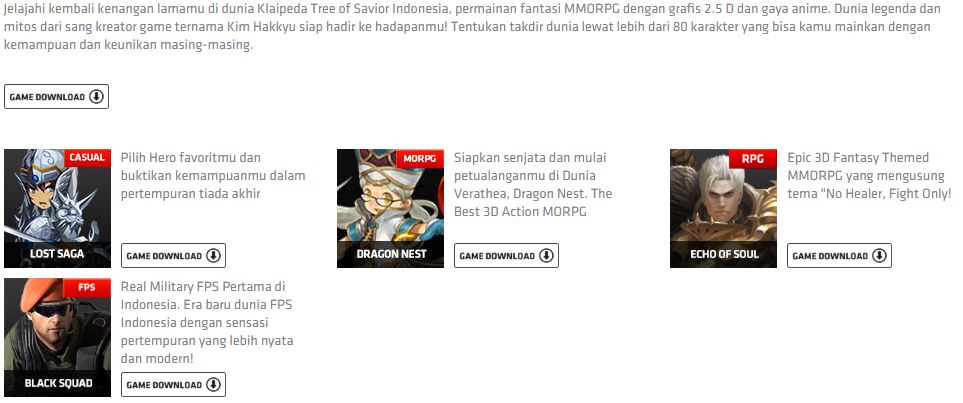 Jelajahi kembali kenangan lamamu di dunia Klaipeda Tree of Savior Indonesia, permainan fantasi MMORPG dengan grafis 2.5 D dan gaya anime. Dunia legenda dan
mitos dari sang kreator game ternama Kim Hakkyu siap hadir ke hadapanmu! Tentukan takdir dunia lewat lebih dari 80 karakter yang bisa kamu mainkan dengan
kemampuan dan keunikan masing-masing.
GAME DOWNLOAD
CASUAL
LOST SAGA
Pilih Hero favoritmu dan
buktikan kemampuanmu dalam
pertempuran tiada akhir
GAME DOWNLOAD
MORPG
DRAGON NEST
Siapkan senjata dan mulai
petualanganmu di Dunia
Verathea, Dragon Nest. The
Best 3D Action MORPG
GAME DOWNLOAD
RPG
ECHO OF SOUL
Epic 3D Fantasy Themed
MMORPG yang mengusung
tema "No Healer, Fight Only!
GAME DOWNLOAD
FPS
BLACK SQUAD
Real Military FPS Pertama di
Indonesia. Era baru dunia FPS
Indonesia dengan sensasi
pertempuran yang lebih nyata
dan modern!
GAME DOWNLOAD